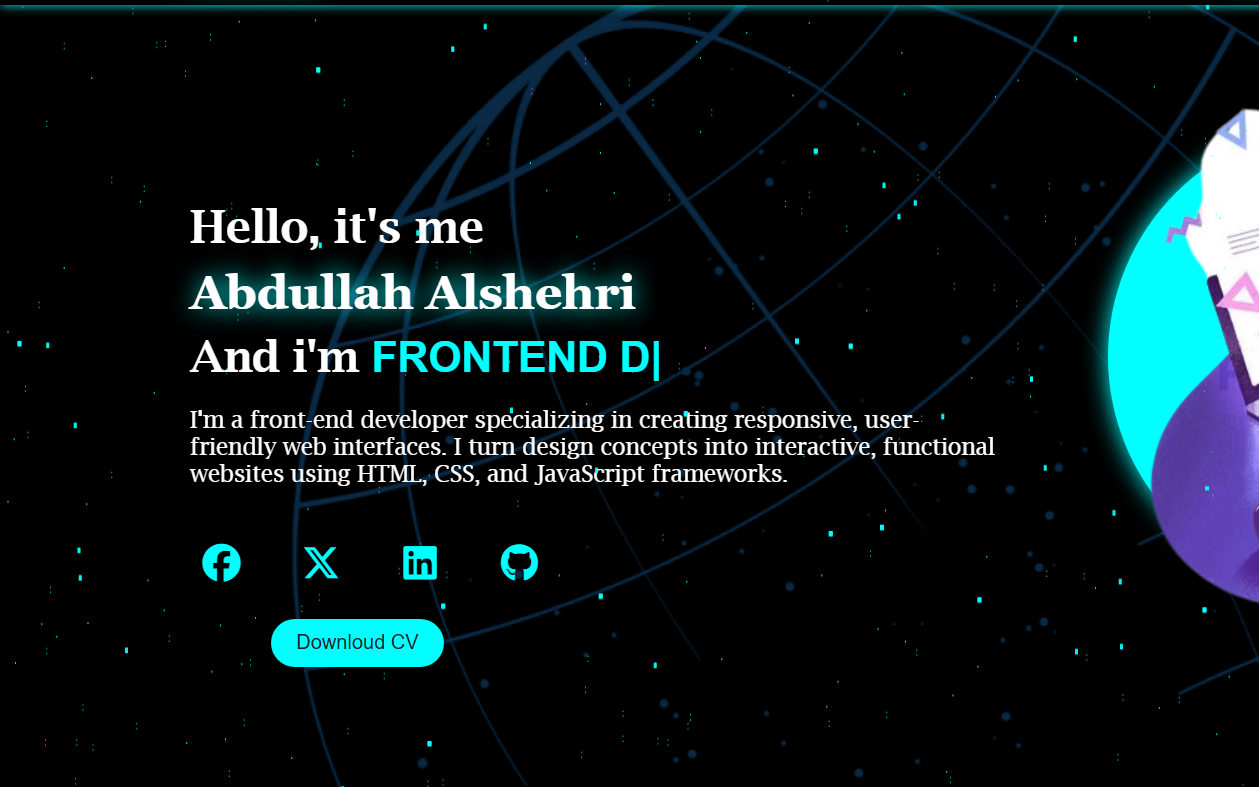 Hello, it's me
Abdullah Alshehri
And i'm FRONTEND D|
I'm a front-end developer specializing in creating responsive, user-
friendly web interfaces. I turn design concepts into interactive, functional
websites using HTML, CSS, and JavaScript frameworks.
Downloud CV